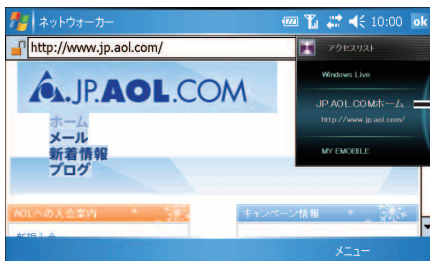 ネットウォーカー 10:00 ok
http://www.jp.aol.com/
アクセスリスト
Windows Live
JP.AOL.COMホーム...
http://www.jp.aol.com/
MY EMOBILE
JP.AOL.COM
ホーム
メール
新着情報
ブログ
AOLへの入会案内
キャンペーン情報
メニュー